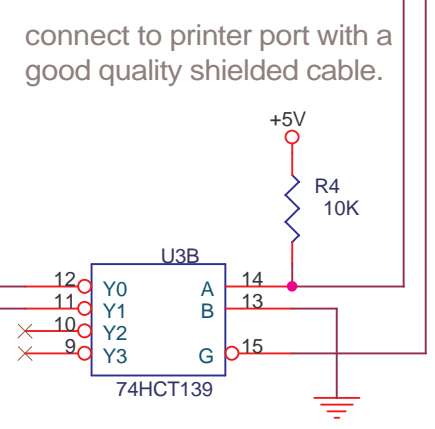 connect to printer port with a
good quality shielded cable.
+5V
R4
10K
U3B
12 Y0 A 14
11 Y1 B 13
10 Y2
9 Y3 G 15
74HCT139